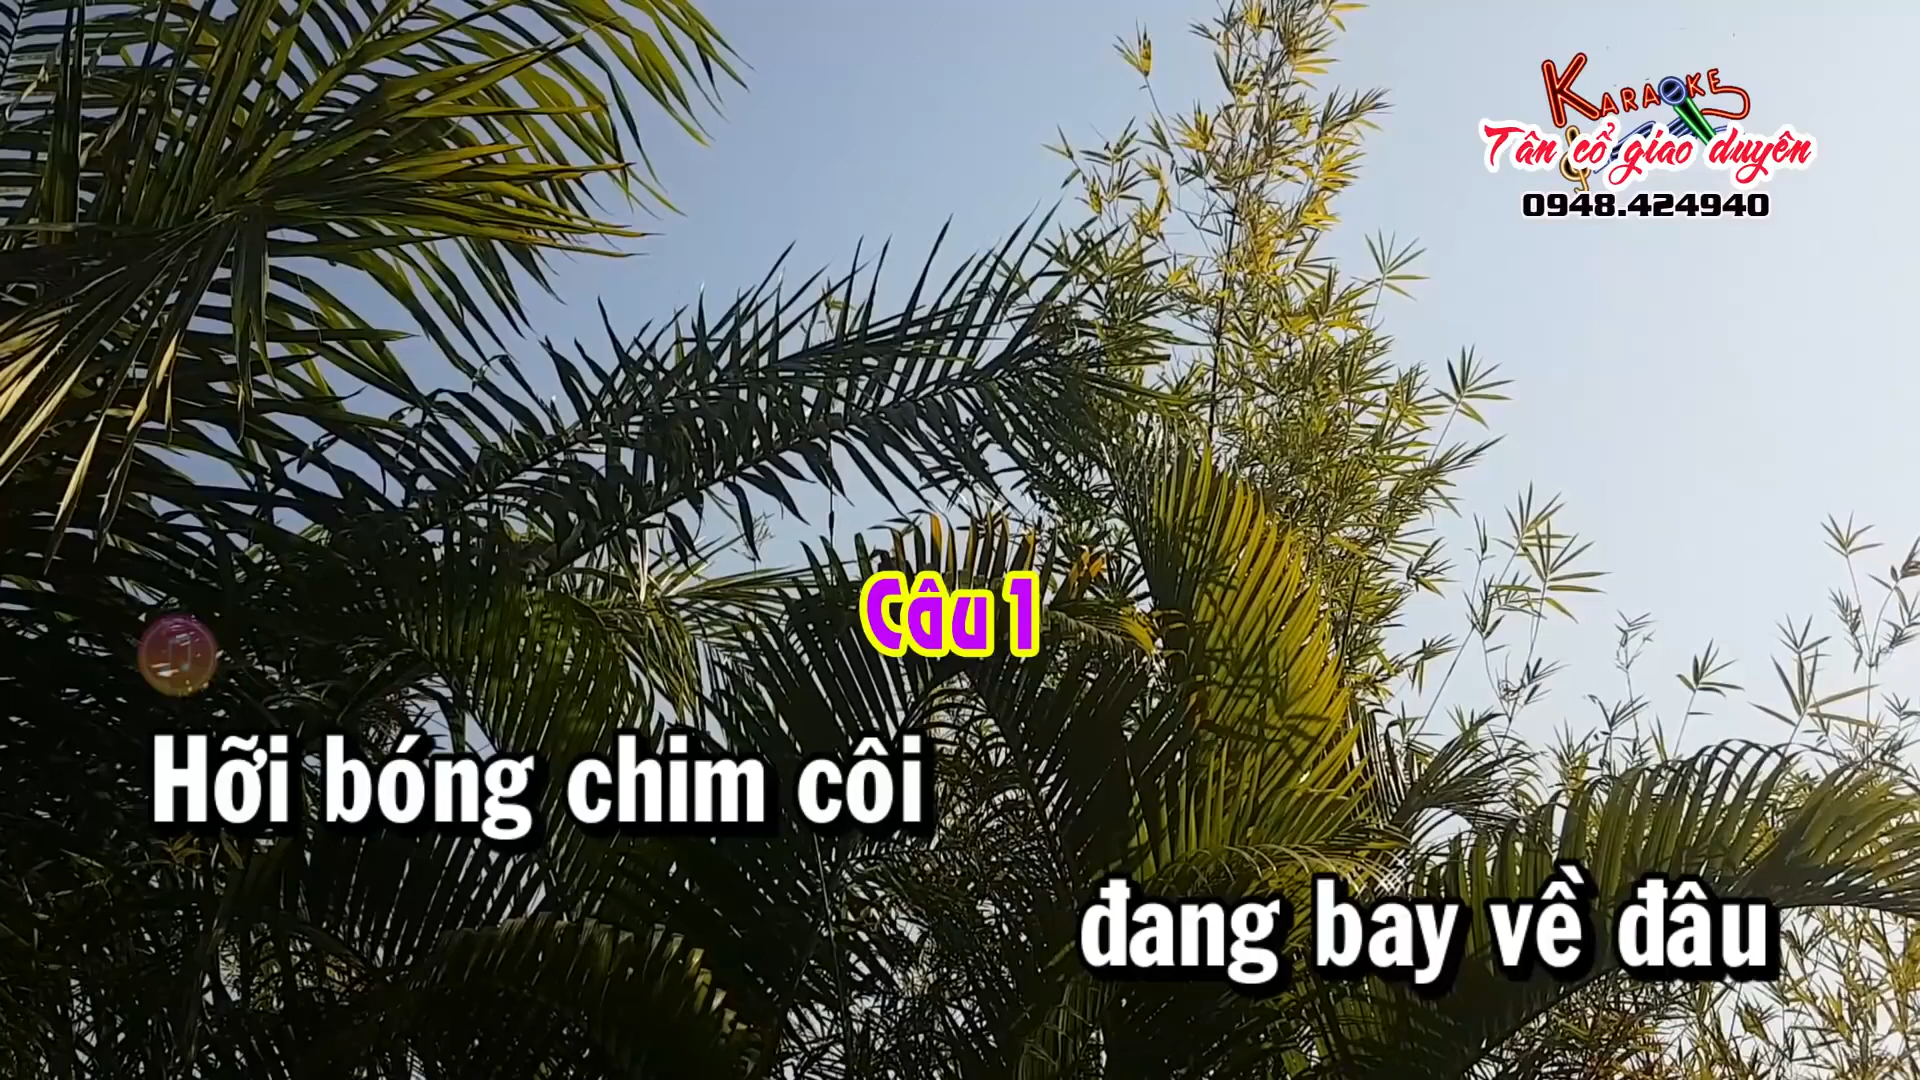 KARAOKE
Tân cổ giao duyên
0948.424940
Câu 1
Hỡi bóng chim côi
đang bay về đâu